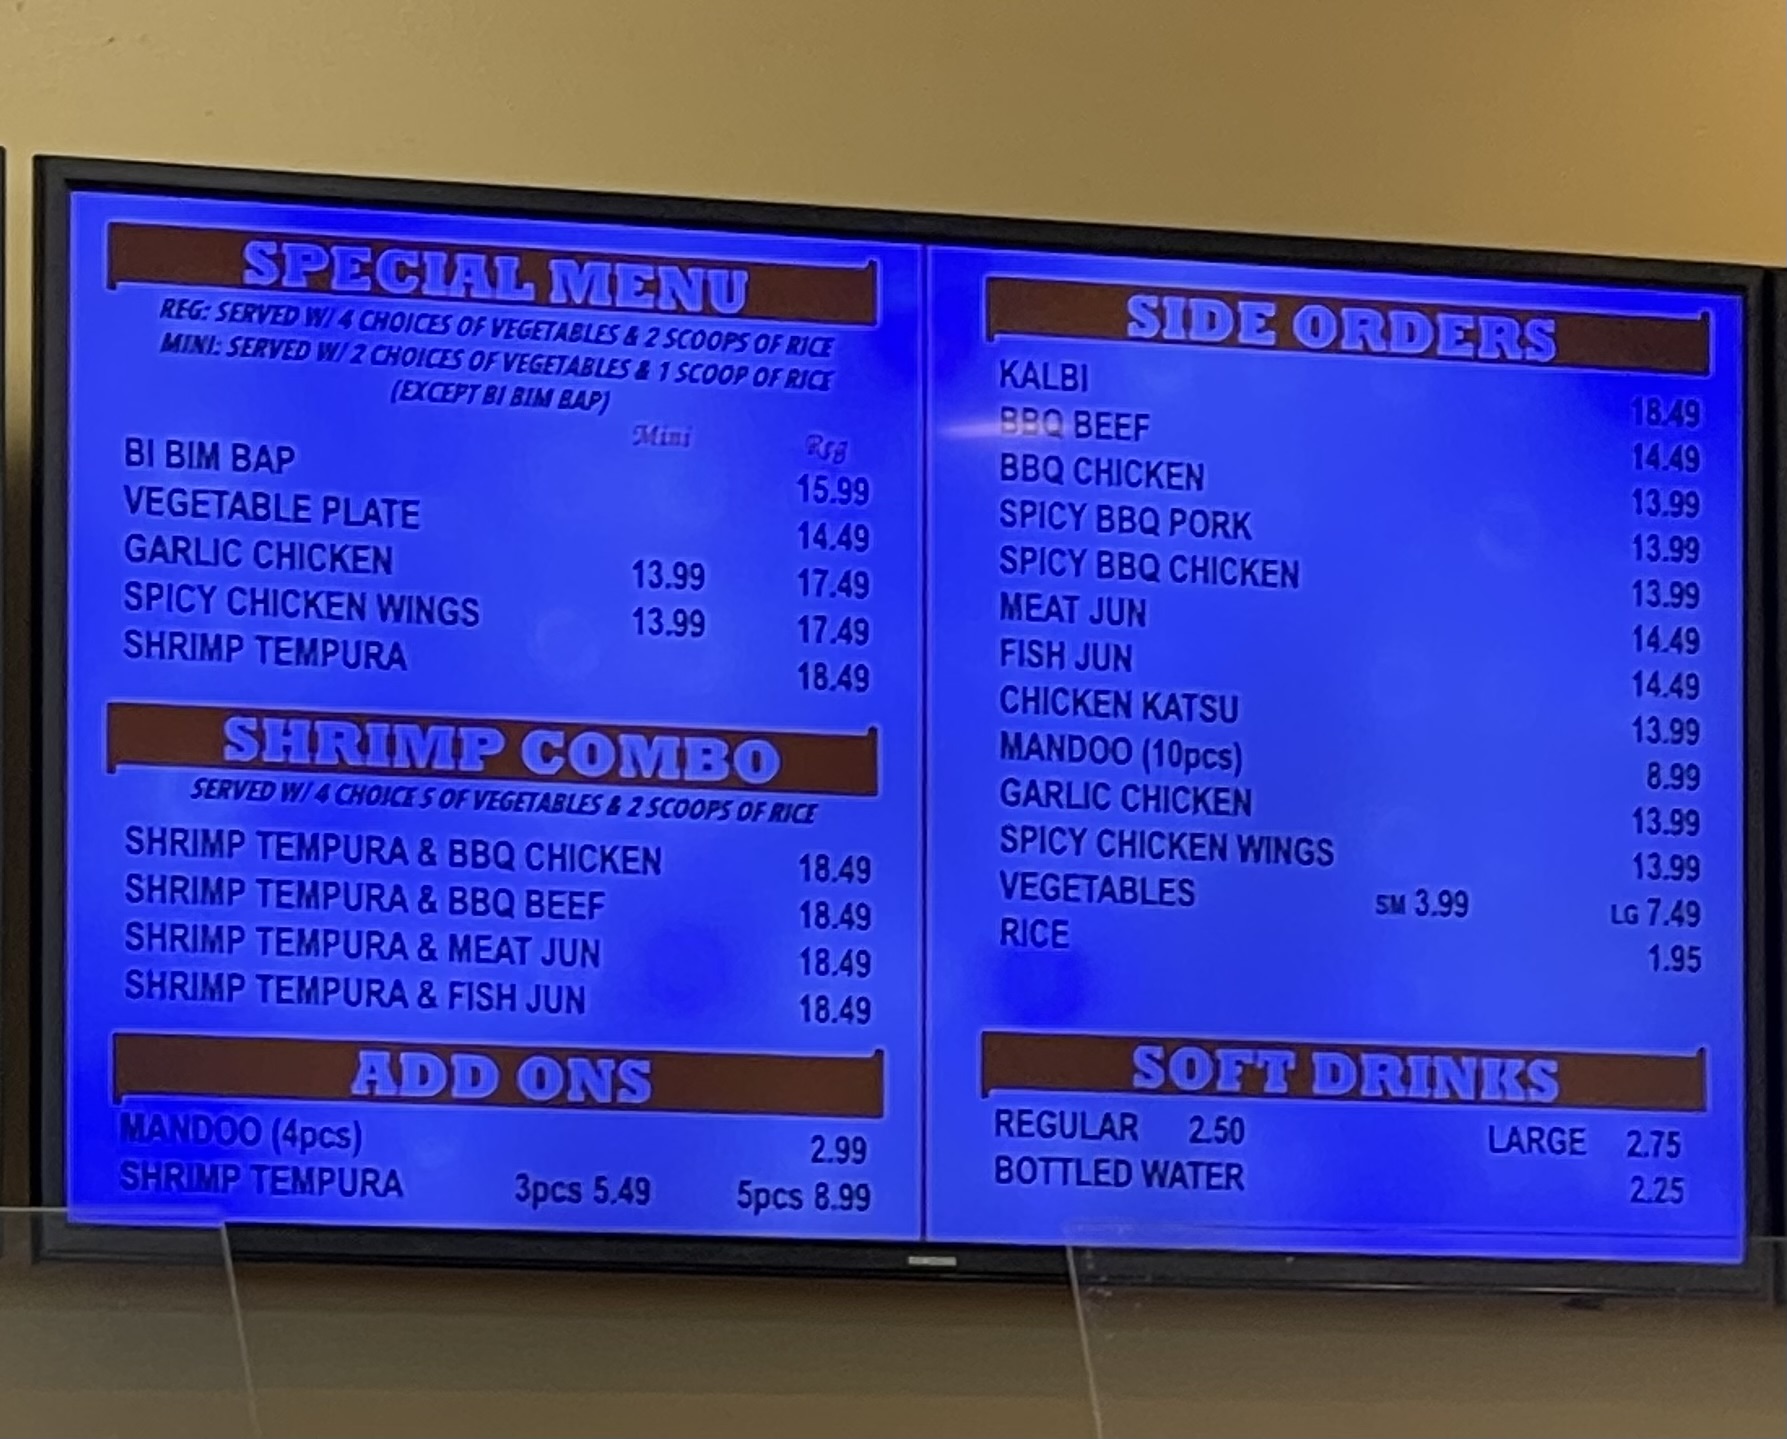 SPECIAL MENU
REG: SERVED W/ 4 CHOICES OF VEGETABLES & 2 SCOOPS OF RICE
MINI: SERVED W/ 2 CHOICES OF VEGETABLES & 1 SCOOP OF RICE
(EXCEPT BI BIM BAP)
Mini Reg
BI BIM BAP 15.99
VEGETABLE PLATE 14.49
GARLIC CHICKEN 13.99 17.49
SPICY CHICKEN WINGS 13.99 17.49
SHRIMP TEMPURA 18.49
SHRIMP COMBO
SERVED W/ 4 CHOICES OF VEGETABLES & 2 SCOOPS OF RICE
SHRIMP TEMPURA & BBQ CHICKEN 18.49
SHRIMP TEMPURA & BBQ BEEF 18.49
SHRIMP TEMPURA & MEAT JUN 18.49
SHRIMP TEMPURA & FISH JUN 18.49
ADD ONS
MANDOO (4pcs) 2.99
SHRIMP TEMPURA 3pcs 5.49 5pcs 8.99
SIDE ORDERS
KALBI 18.49
BBQ BEEF 14.49
BBQ CHICKEN 13.99
SPICY BBQ PORK 13.99
SPICY BBQ CHICKEN 13.99
MEAT JUN 14.49
FISH JUN 14.49
CHICKEN KATSU 13.99
MANDOO (10pcs) 8.99
GARLIC CHICKEN 13.99
SPICY CHICKEN WINGS 13.99
VEGETABLES SM 3.99 LG 7.49
RICE 1.95
SOFT DRINKS
REGULAR 2.50 LARGE 2.75
BOTTLED WATER 2.25